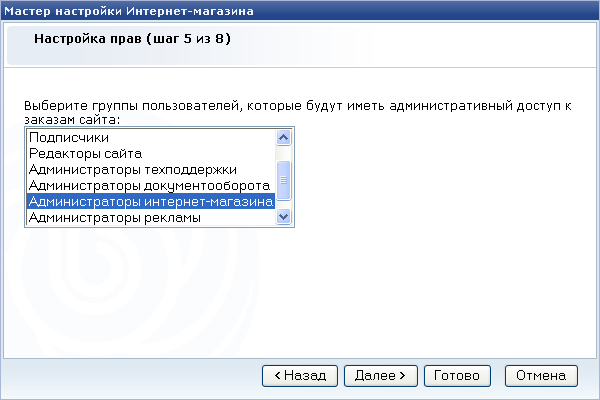 Мастер настройки Интернет-магазина
Настройка прав (шаг 5 из 8)
Выберите группы пользователей, которые будут иметь административный доступ к
заказам сайта:
Подписчики
Редакторы сайта
Администраторы техподдержки
Администраторы документооборота
Администраторы интернет-магазина
Администраторы рекламы
< Назад
Далее >
Готово
Отмена